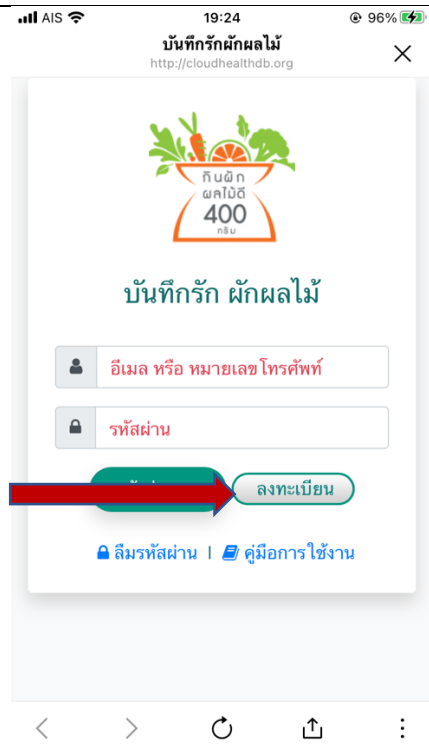 AIS 19:24 96%
บันทึกรักผักผลไม้
http://cloudhealthdb.org
กินผัก
ผลไม้ดี
400
กรัม
บันทึกรัก ผักผลไม้
อีเมล หรือ หมายเลขโทรศัพท์
รหัสผ่าน
ลงทะเบียน
ลืมรหัสผ่าน | คู่มือการใช้งาน